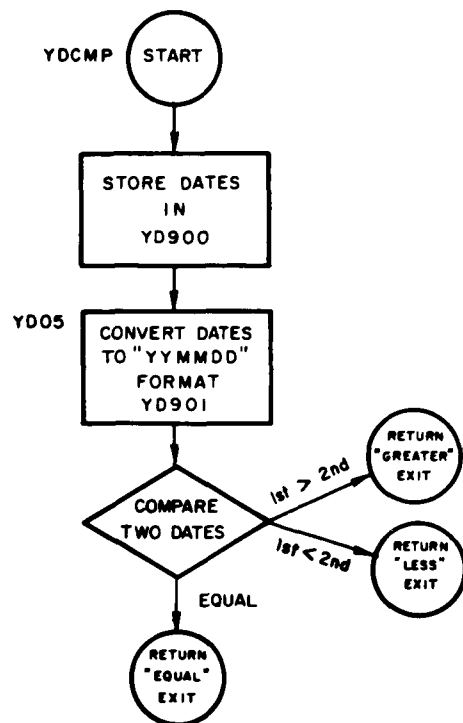 YDCMP
START
STORE DATES
IN
YD900
YD05
CONVERT DATES
TO "YYMMDD"
FORMAT
YD901
COMPARE
TWO DATES
1st > 2nd
RETURN
"GREATER"
EXIT
1st < 2nd
RETURN
"LESS"
EXIT
EQUAL
RETURN
"EQUAL"
EXIT